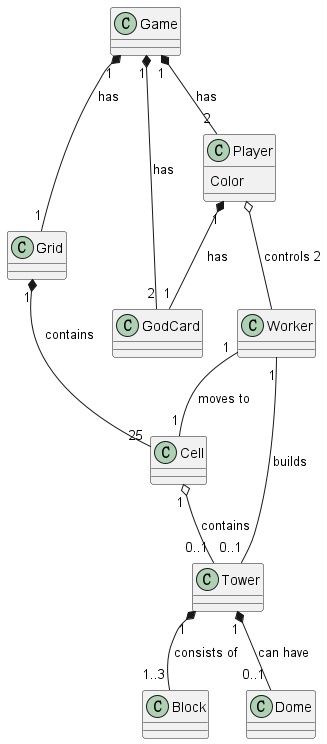 C Game
1 1 1
has
has
2
C Player
Color
has
1
C Grid
1
1
has
controls 2
2 1
C GodCard
C Worker
contains
1 1
moves to
25
1
C Cell
builds
1
contains
0..1 0..1
C Tower
1 1
consists of
can have
1..3
0..1
C Block
C Dome